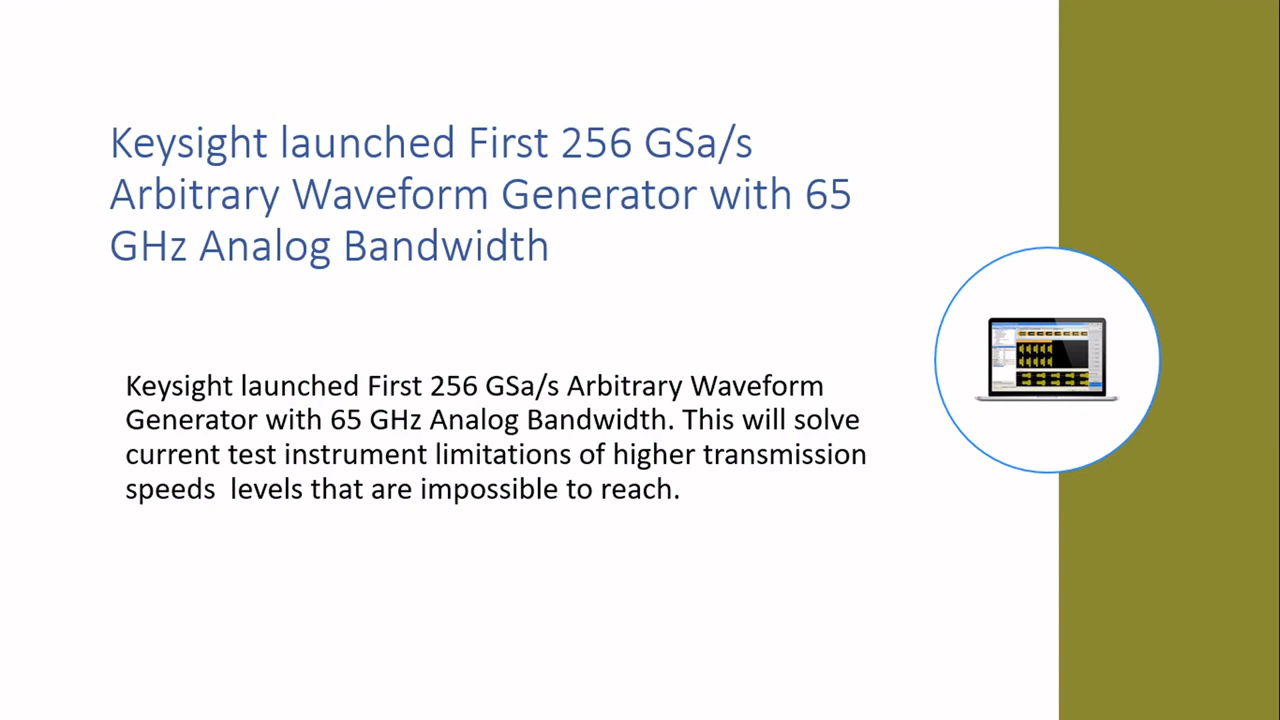 Keysight launched First 256 GSa/s
Arbitrary Waveform Generator with 65
GHz Analog Bandwidth
Keysight launched First 256 GSa/s Arbitrary Waveform
Generator with 65 GHz Analog Bandwidth. This will solve
current test instrument limitations of higher transmission
speeds  levels that are impossible to reach.